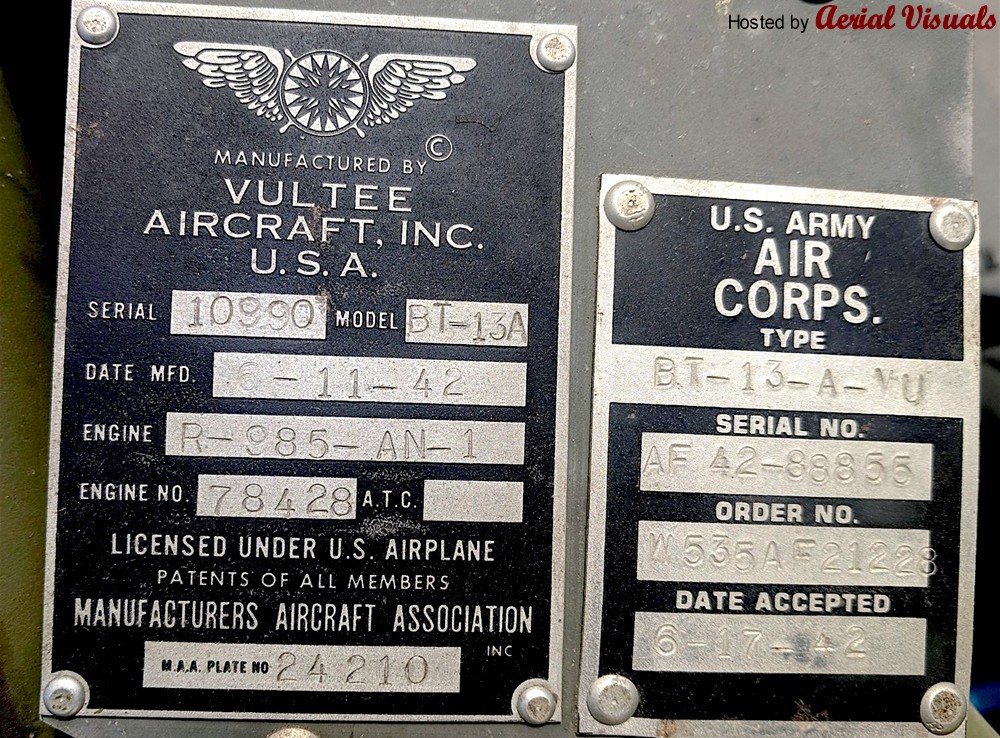 Hosted by Aerial Visuals
©
MANUFACTURED BY
VULTEE
AIRCRAFT, INC.
U.S.A.
SERIAL 10990 MODEL BT-13A
DATE MFD. 6-11-42
ENGINE R-985-AN-1
ENGINE NO. 78428 A.T.C.
LICENSED UNDER U.S. AIRPLANE
PATENTS OF ALL MEMBERS
MANUFACTURERS AIRCRAFT ASSOCIATION
INC
M.A.A. PLATE NO 24210
U.S. ARMY
AIR
CORPS.
TYPE
BT-13-A-VU
SERIAL NO.
AF 42-88855
ORDER NO.
W535AF21228
DATE ACCEPTED
6-17-42